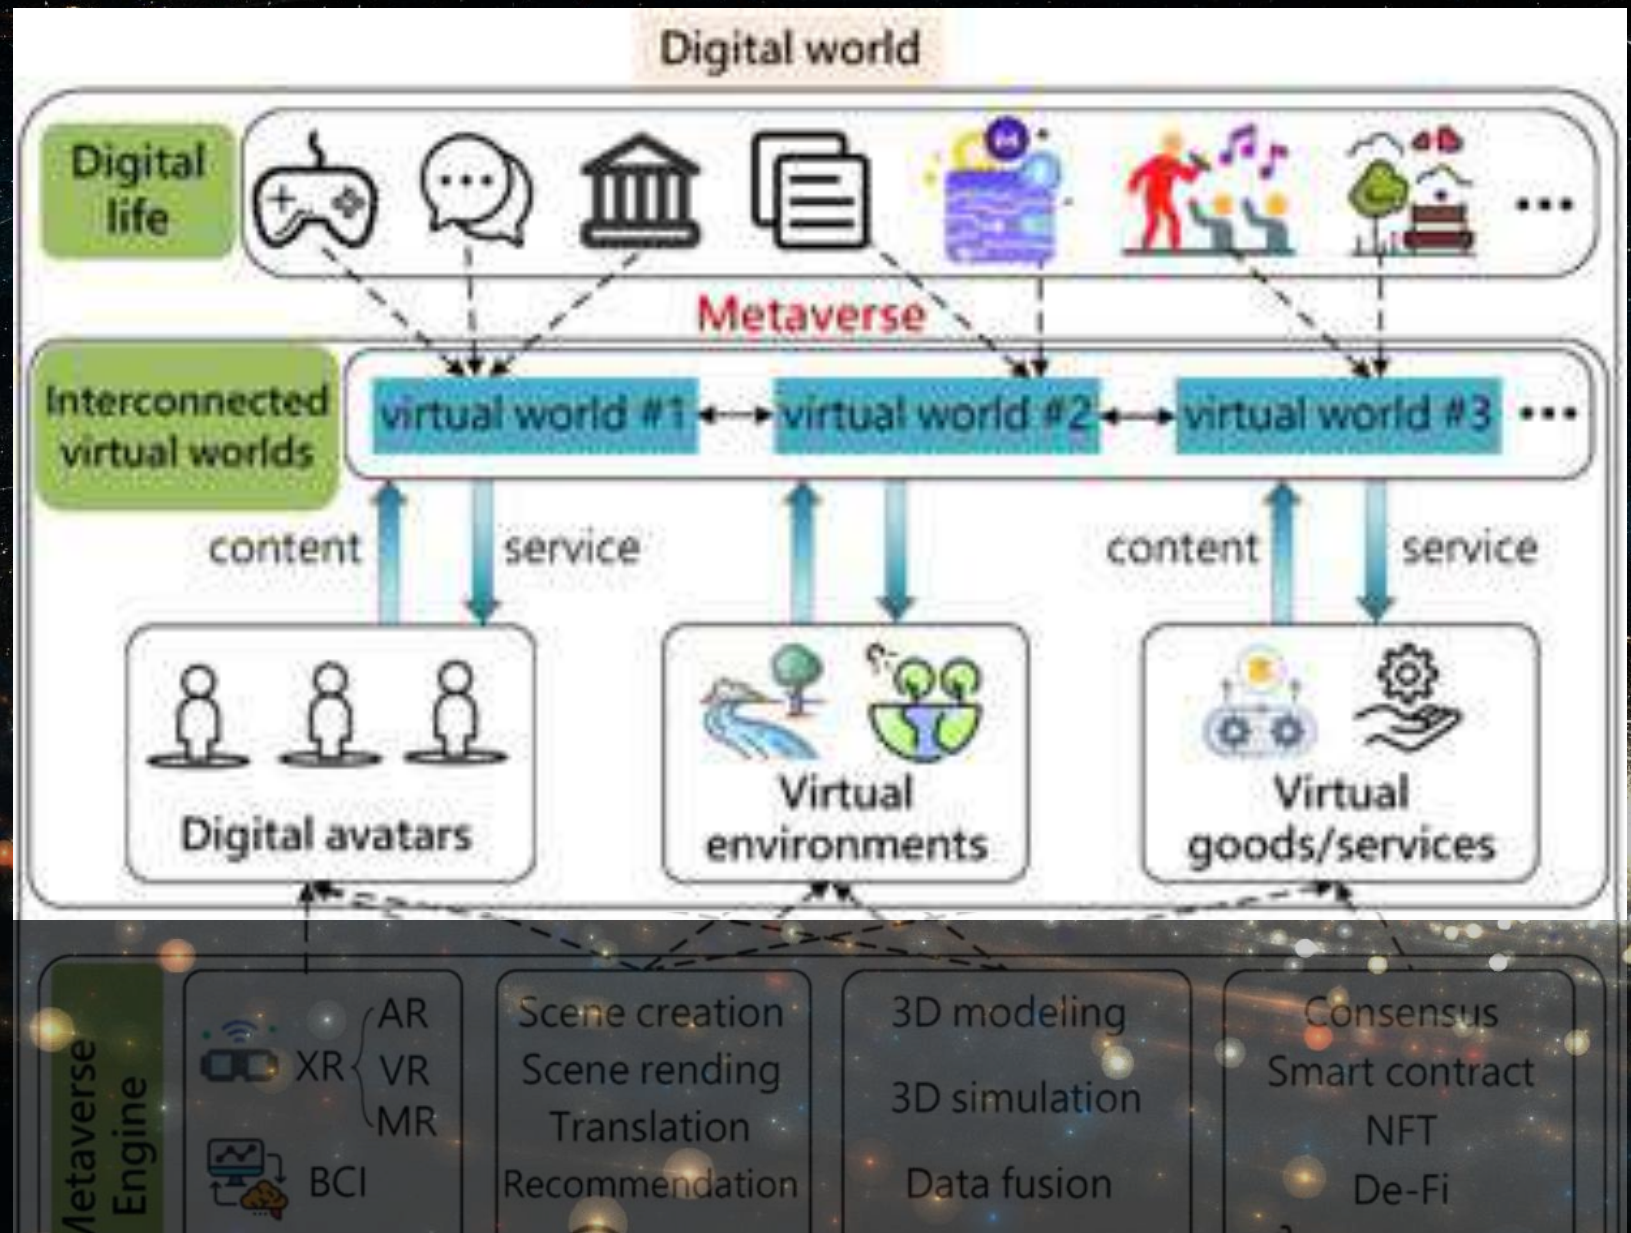 Digital world
Digital
life
Metaverse
Interconnected
virtual worlds
virtual world #1
virtual world #2
virtual world #3
content
service
content
service
Digital avatars
Virtual
environments
Virtual
goods/services
Metaverse
Engine
XR
AR
VR
MR
BCI
Scene creation
Scene rending
Translation
Recommendation
3D modeling
3D simulation
Data fusion
Consensus
Smart contract
NFT
De-Fi